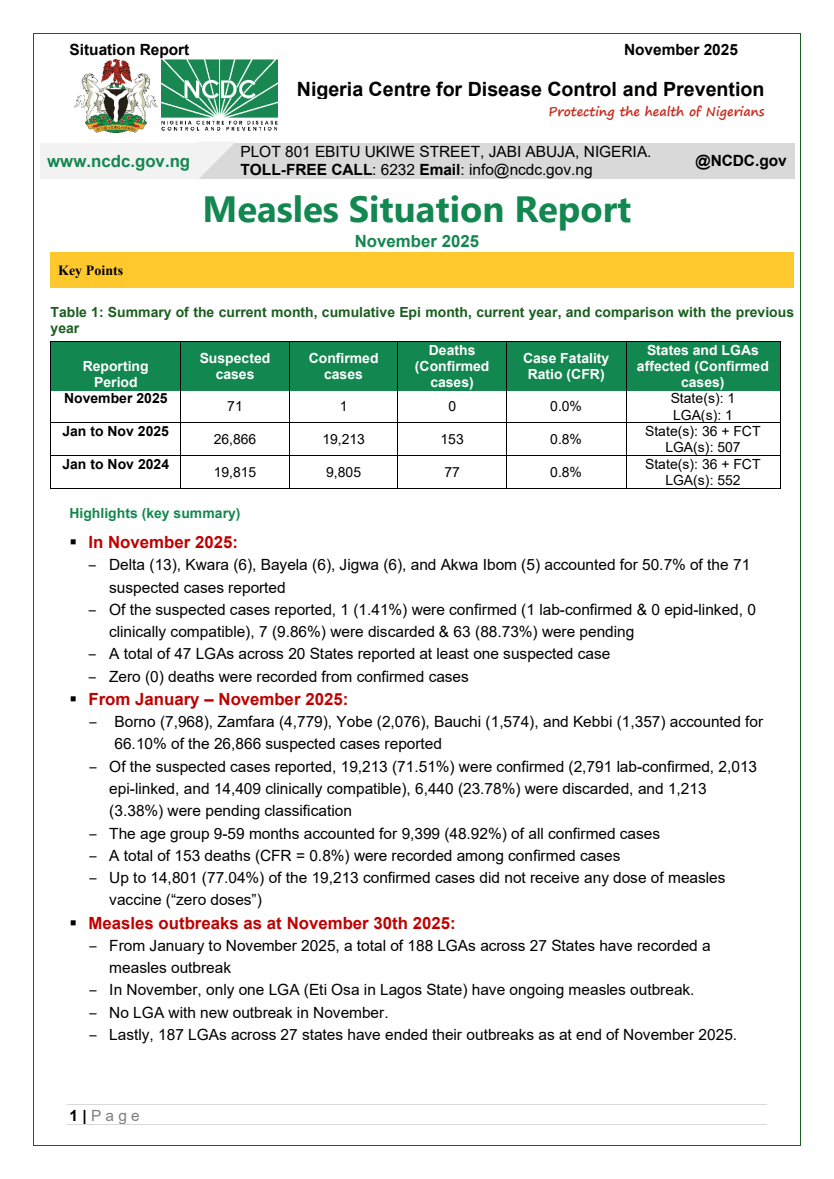 Situation Report
November 2025
NCDC
NIGERIA CENTRE FOR DISEASE
CONTROL AND PREVENTION
Nigeria Centre for Disease Control and Prevention
Protecting the health of Nigerians
www.ncdc.gov.ng
PLOT 801 EBITU UKIWE STREET, JABI ABUJA, NIGERIA.
TOLL-FREE CALL: 6232 Email: info@ncdc.gov.ng
@NCDC.gov
Measles Situation Report
November 2025
Key Points
Table 1: Summary of the current month, cumulative Epi month, current year, and comparison with the previous
year
Reporting
Period
Suspected
cases
Confirmed
cases
Deaths
(Confirmed
cases)
Case Fatality
Ratio (CFR)
States and LGAs
affected (Confirmed
cases)
November 2025
71
1
0
0.0%
State(s): 1
LGA(s): 1
Jan to Nov 2025
26,866
19,213
153
0.8%
State(s): 36 + FCT
LGA(s): 507
Jan to Nov 2024
19,815
9,805
77
0.8%
State(s): 36 + FCT
LGA(s): 552
Highlights (key summary)
▪ In November 2025:
– Delta (13), Kwara (6), Bayela (6), Jigwa (6), and Akwa Ibom (5) accounted for 50.7% of the 71
suspected cases reported
– Of the suspected cases reported, 1 (1.41%) were confirmed (1 lab-confirmed & 0 epid-linked, 0
clinically compatible), 7 (9.86%) were discarded & 63 (88.73%) were pending
– A total of 47 LGAs across 20 States reported at least one suspected case
– Zero (0) deaths were recorded from confirmed cases
▪ From January – November 2025:
– Borno (7,968), Zamfara (4,779), Yobe (2,076), Bauchi (1,574), and Kebbi (1,357) accounted for
66.10% of the 26,866 suspected cases reported
– Of the suspected cases reported, 19,213 (71.51%) were confirmed (2,791 lab-confirmed, 2,013
epi-linked, and 14,409 clinically compatible), 6,440 (23.78%) were discarded, and 1,213
(3.38%) were pending classification
– The age group 9-59 months accounted for 9,399 (48.92%) of all confirmed cases
– A total of 153 deaths (CFR = 0.8%) were recorded among confirmed cases
– Up to 14,801 (77.04%) of the 19,213 confirmed cases did not receive any dose of measles
vaccine (“zero doses”)
▪ Measles outbreaks as at November 30th 2025:
– From January to November 2025, a total of 188 LGAs across 27 States have recorded a
measles outbreak
– In November, only one LGA (Eti Osa in Lagos State) have ongoing measles outbreak.
– No LGA with new outbreak in November.
– Lastly, 187 LGAs across 27 states have ended their outbreaks as at end of November 2025.
1 | Page